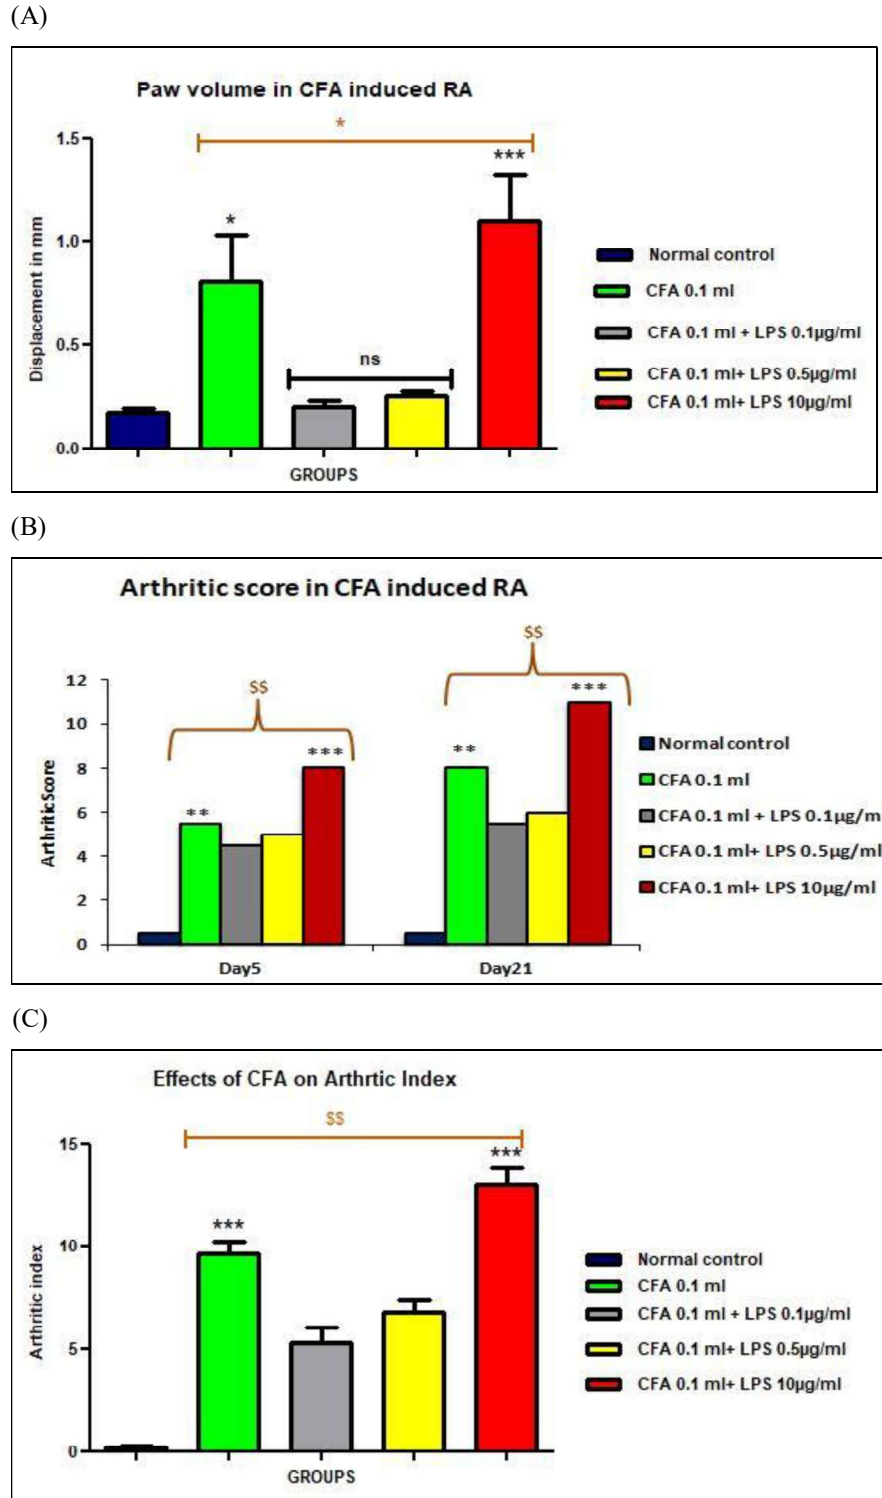 (A)
Paw volume in CFA induced RA
*
1.5
***
*
1.0
Displacement in mm
0.5
ns
0.0
GROUPS
Normal control
CFA 0.1 ml
CFA 0.1 ml + LPS 0.1µg/ml
CFA 0.1 ml+ LPS 0.5µg/ml
CFA 0.1 ml+ LPS 10µg/ml
(B)
Arthritic score in CFA induced RA
$$
$$
12
10
8
6
4
2
0
ArthriticScore
**
***
**
***
Day5
Day21
Normal control
CFA 0.1 ml
CFA 0.1 ml + LPS 0.1µg/m
CFA 0.1 ml+ LPS 0.5µg/ml
CFA 0.1 ml+ LPS 10µg/ml
(C)
Effects of CFA on Arthrtic Index
$$
15
***
***
10
Arthritic index
5
0
GROUPS
Normal control
CFA 0.1 ml
CFA 0.1 ml + LPS 0.1µg/ml
CFA 0.1 ml+ LPS 0.5µg/ml
CFA 0.1 ml+ LPS 10µg/ml